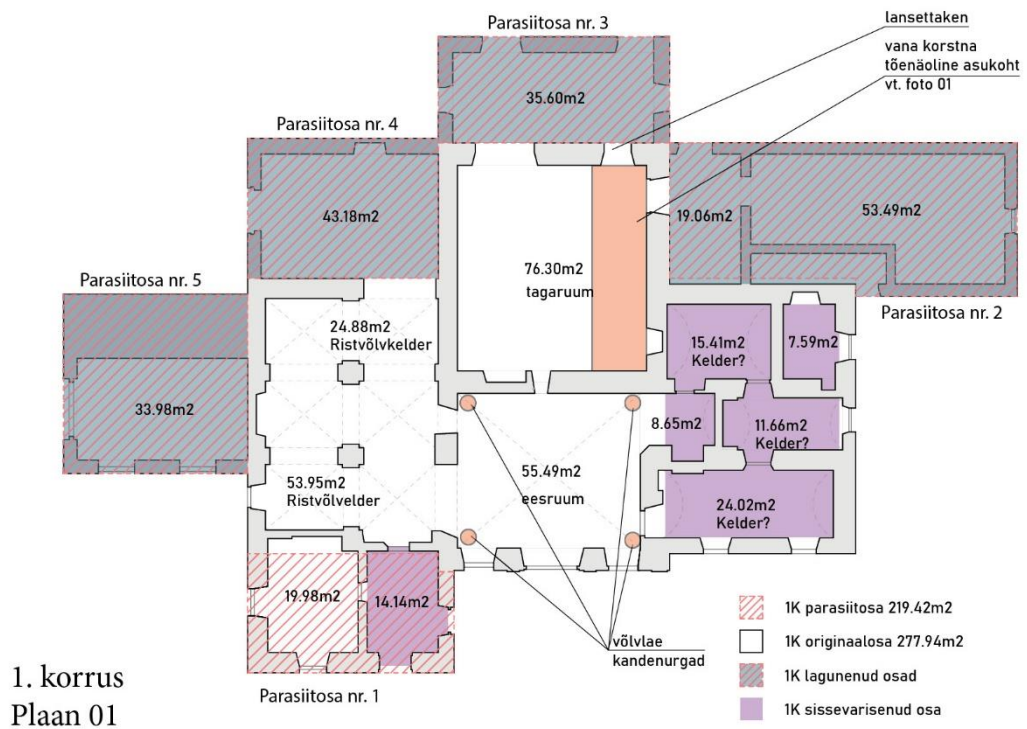 Parasiitosa nr. 3
lansettaken
vana korstna
tõenäoline asukoht
vt. foto 01
35.60m2
Parasiitosa nr. 4
43.18m2
19.06m2
53.49m2
76.30m2
tagaruum
Parasiitosa nr. 5
Parasiitosa nr. 2
24.88m2
Ristvõlvkelder
15.41m2
Kelder?
7.59m2
33.98m2
8.65m2
11.66m2
Kelder?
53.95m2
Ristvõlvelder
55.49m2
eesruum
24.02m2
Kelder?
19.98m2
14.14m2
võlvlae
kandenurgad
Parasiitosa nr. 1
1K parasiitosa 219.42m2
1K originaalosa 277.94m2
1K lagunenud osad
1K sissevarisenud osa
1. korrus
Plaan 01